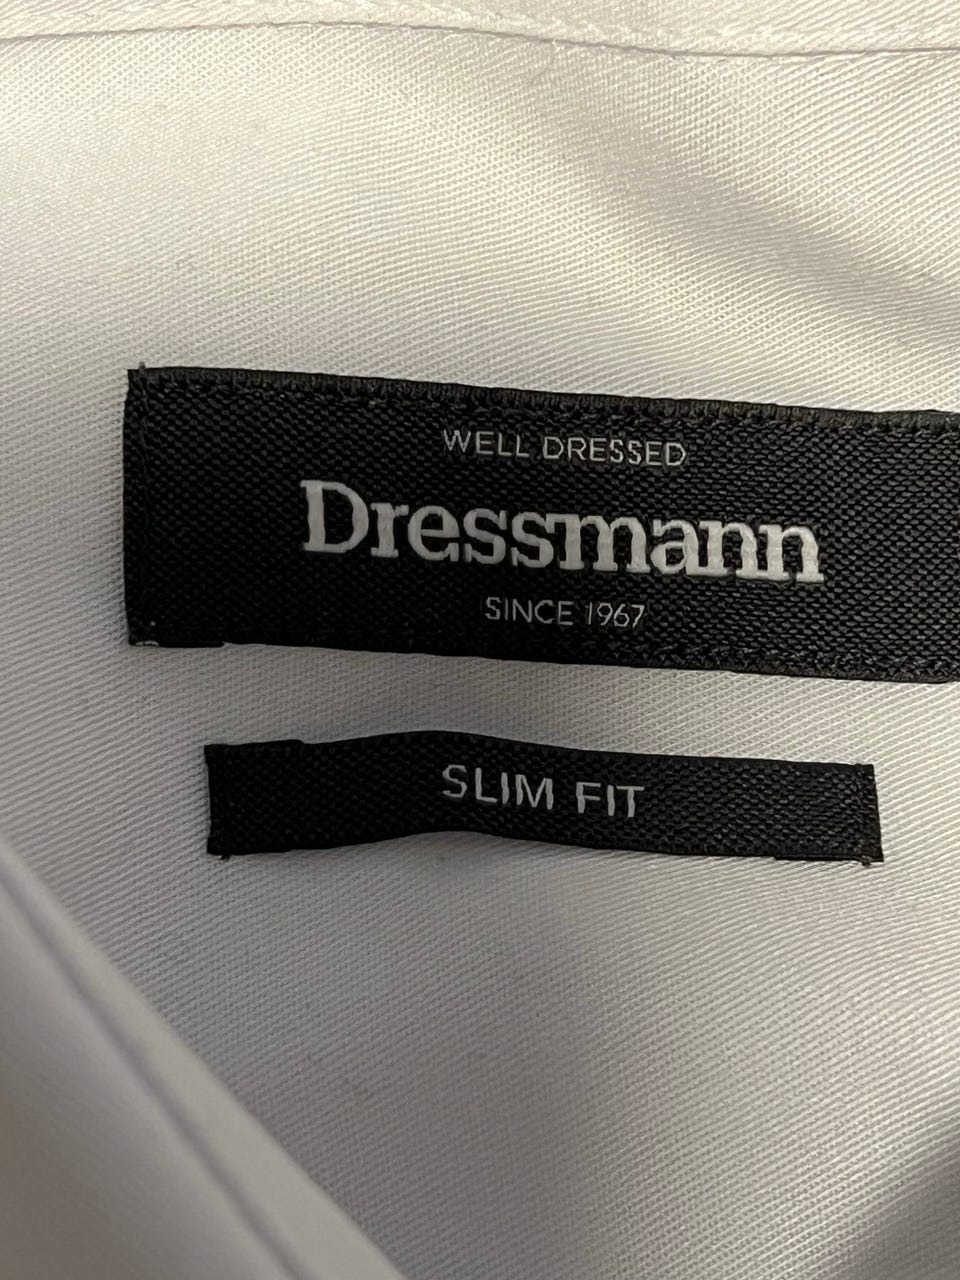 WELL DRESSED
Dressmann
SINCE 1967
SLIM FIT